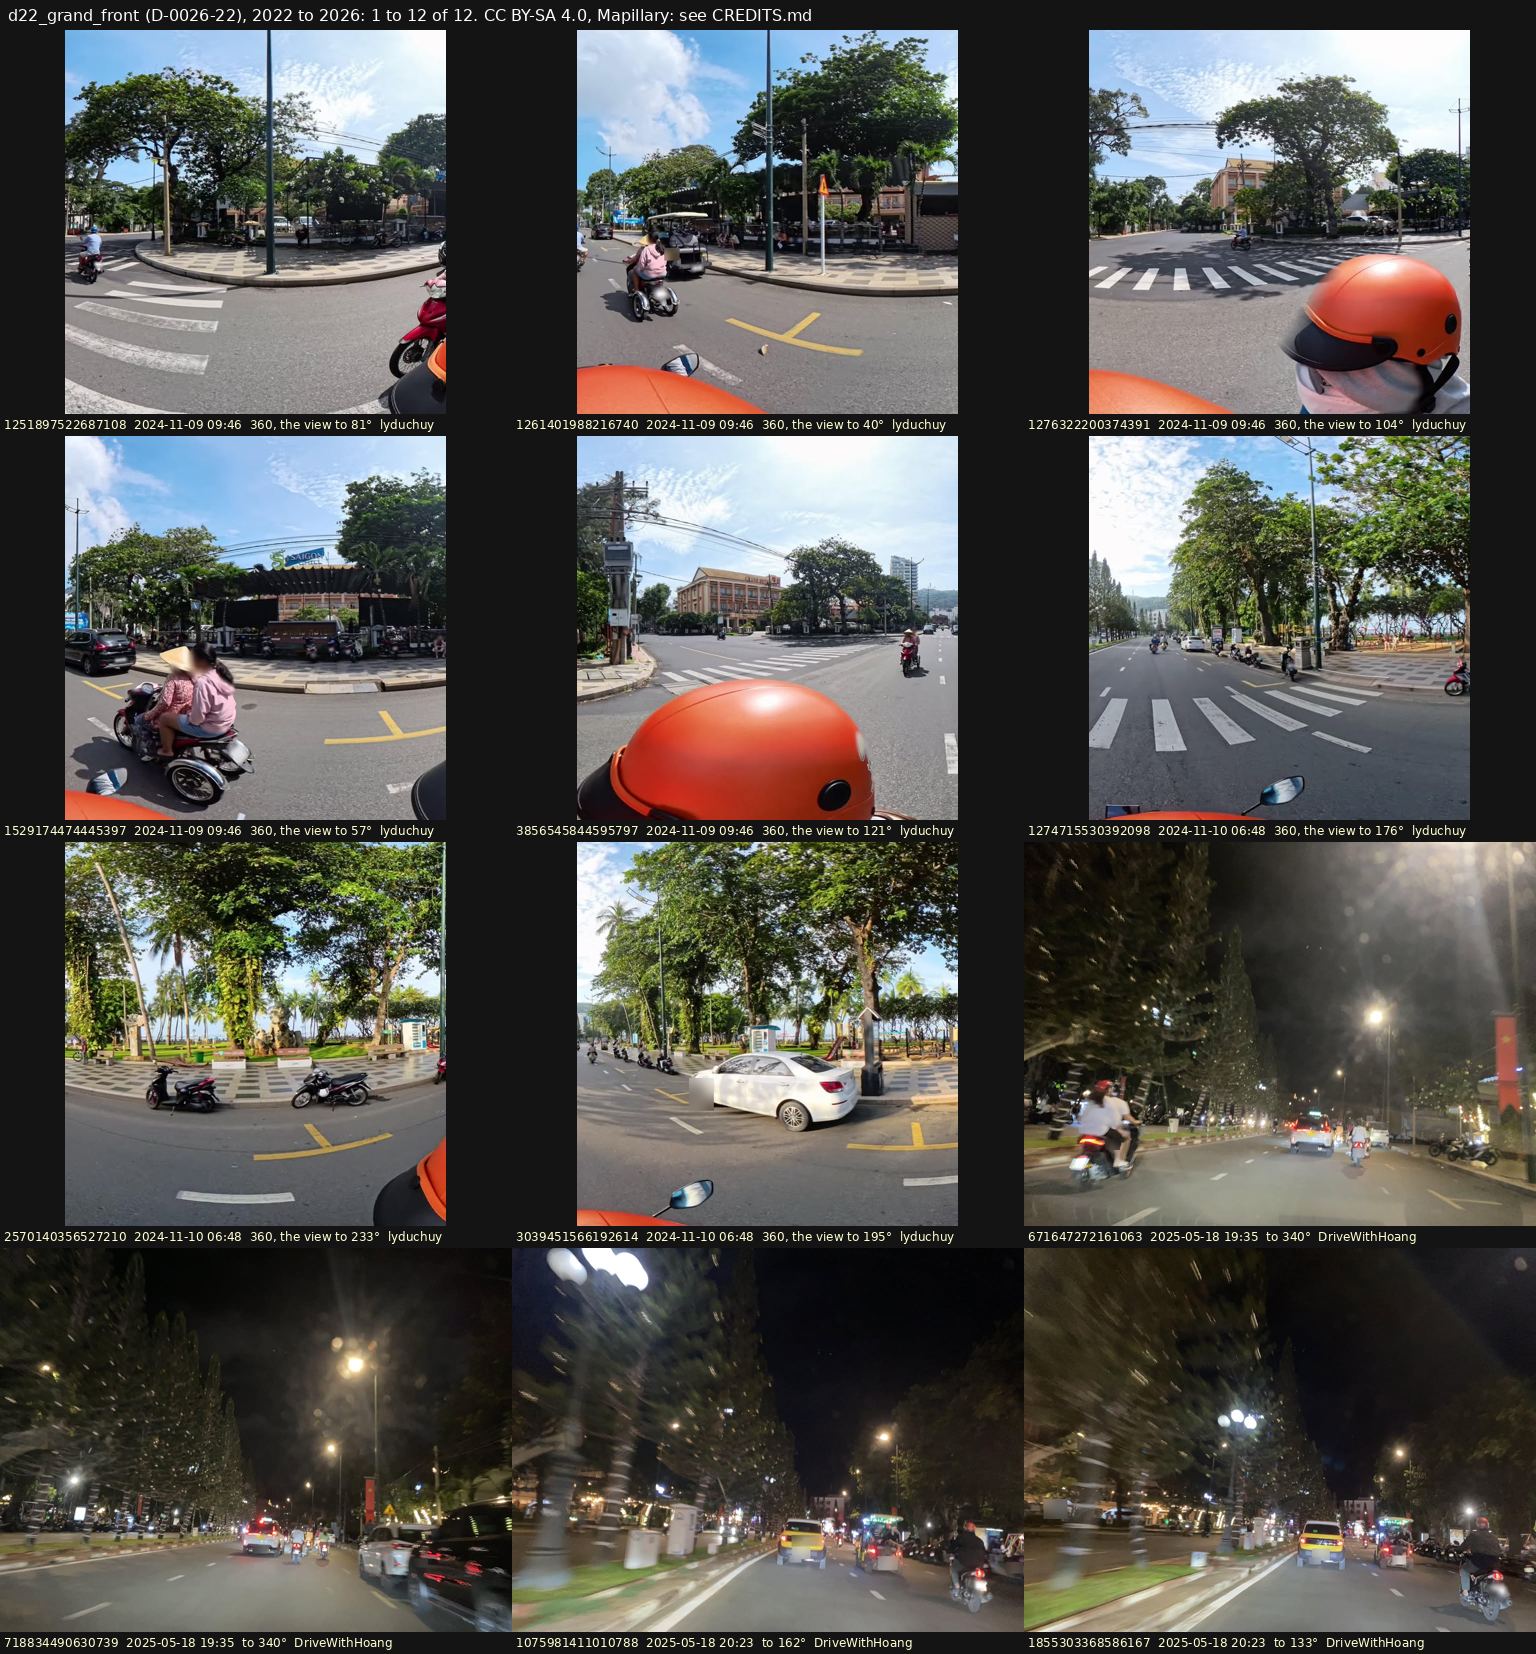 d22_grand_front (D-0026-22), 2022 to 2026: 1 to 12 of 12. CC BY-SA 4.0, Mapillary: see CREDITS.md
1251897522687108 2024-11-09 09:46 360, the view to 81° lyduchuy
1261401988216740 2024-11-09 09:46 360, the view to 40° lyduchuy
1276322200374391 2024-11-09 09:46 360, the view to 104° lyduchuy
SAIGON
1529174474445397 2024-11-09 09:46 360, the view to 57° lyduchuy
3856545844595797 2024-11-09 09:46 360, the view to 121° lyduchuy
1274715530392098 2024-11-10 06:48 360, the view to 176° lyduchuy
2570140356527210 2024-11-10 06:48 360, the view to 233° lyduchuy
3039451566192614 2024-11-10 06:48 360, the view to 195° lyduchuy
671647272161063 2025-05-18 19:35 to 340° DriveWithHoang
718834490630739 2025-05-18 19:35 to 340° DriveWithHoang
1075981411010788 2025-05-18 20:23 to 162° DriveWithHoang
1855303368586167 2025-05-18 20:23 to 133° DriveWithHoang